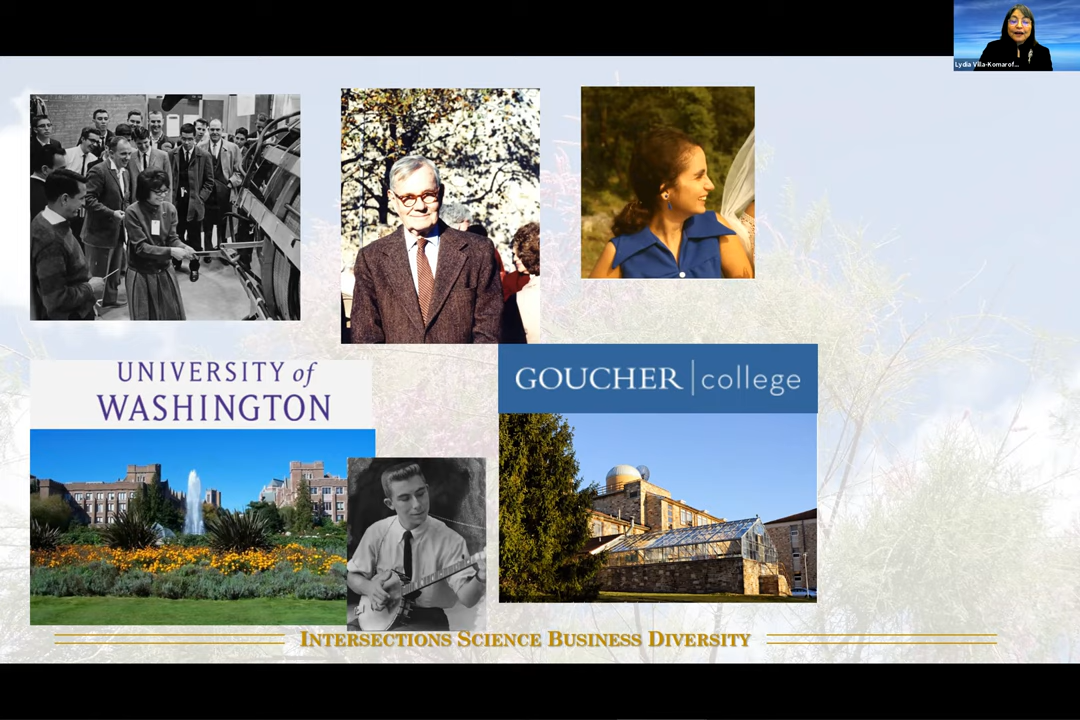 Lydia Villa-Komarof...
UNIVERSITY of
WASHINGTON
GOUCHER | college
INTERSECTIONS SCIENCE BUSINESS DIVERSITY